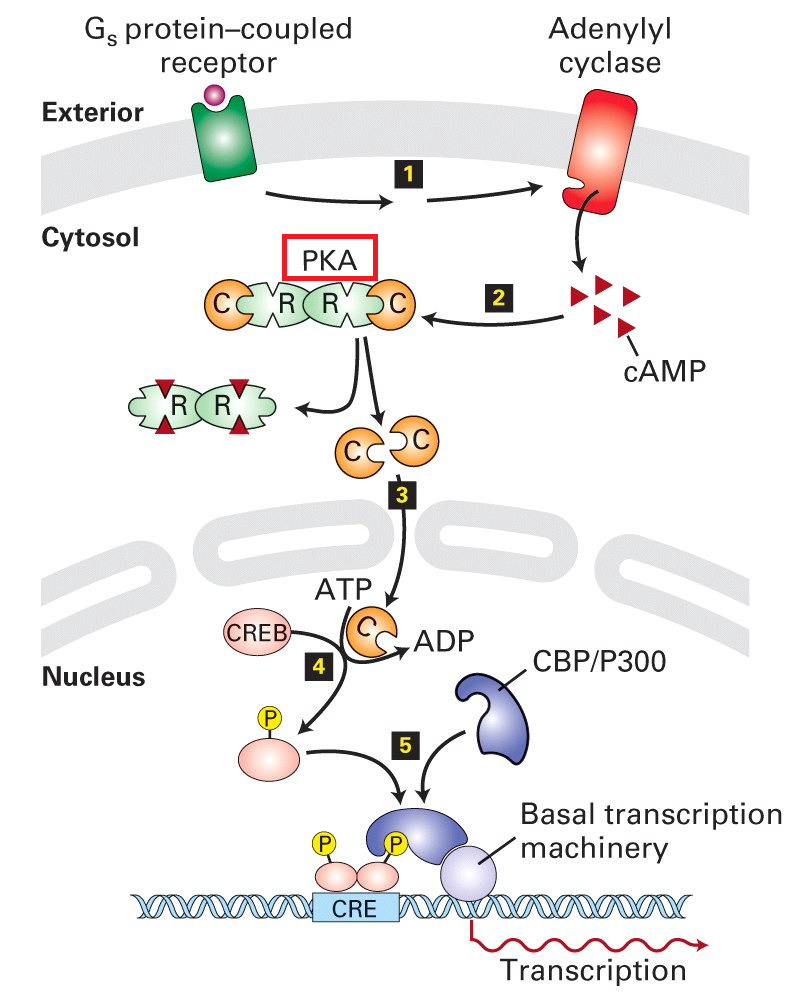 Gs protein–coupled
receptor
Adenylyl
cyclase
Exterior
1
Cytosol
PKA
C R R C
2
cAMP
R R
C C
3
ATP
C
CREB
ADP
4
Nucleus
CBP/P300
P
5
Basal transcription
machinery
P P
CRE
Transcription